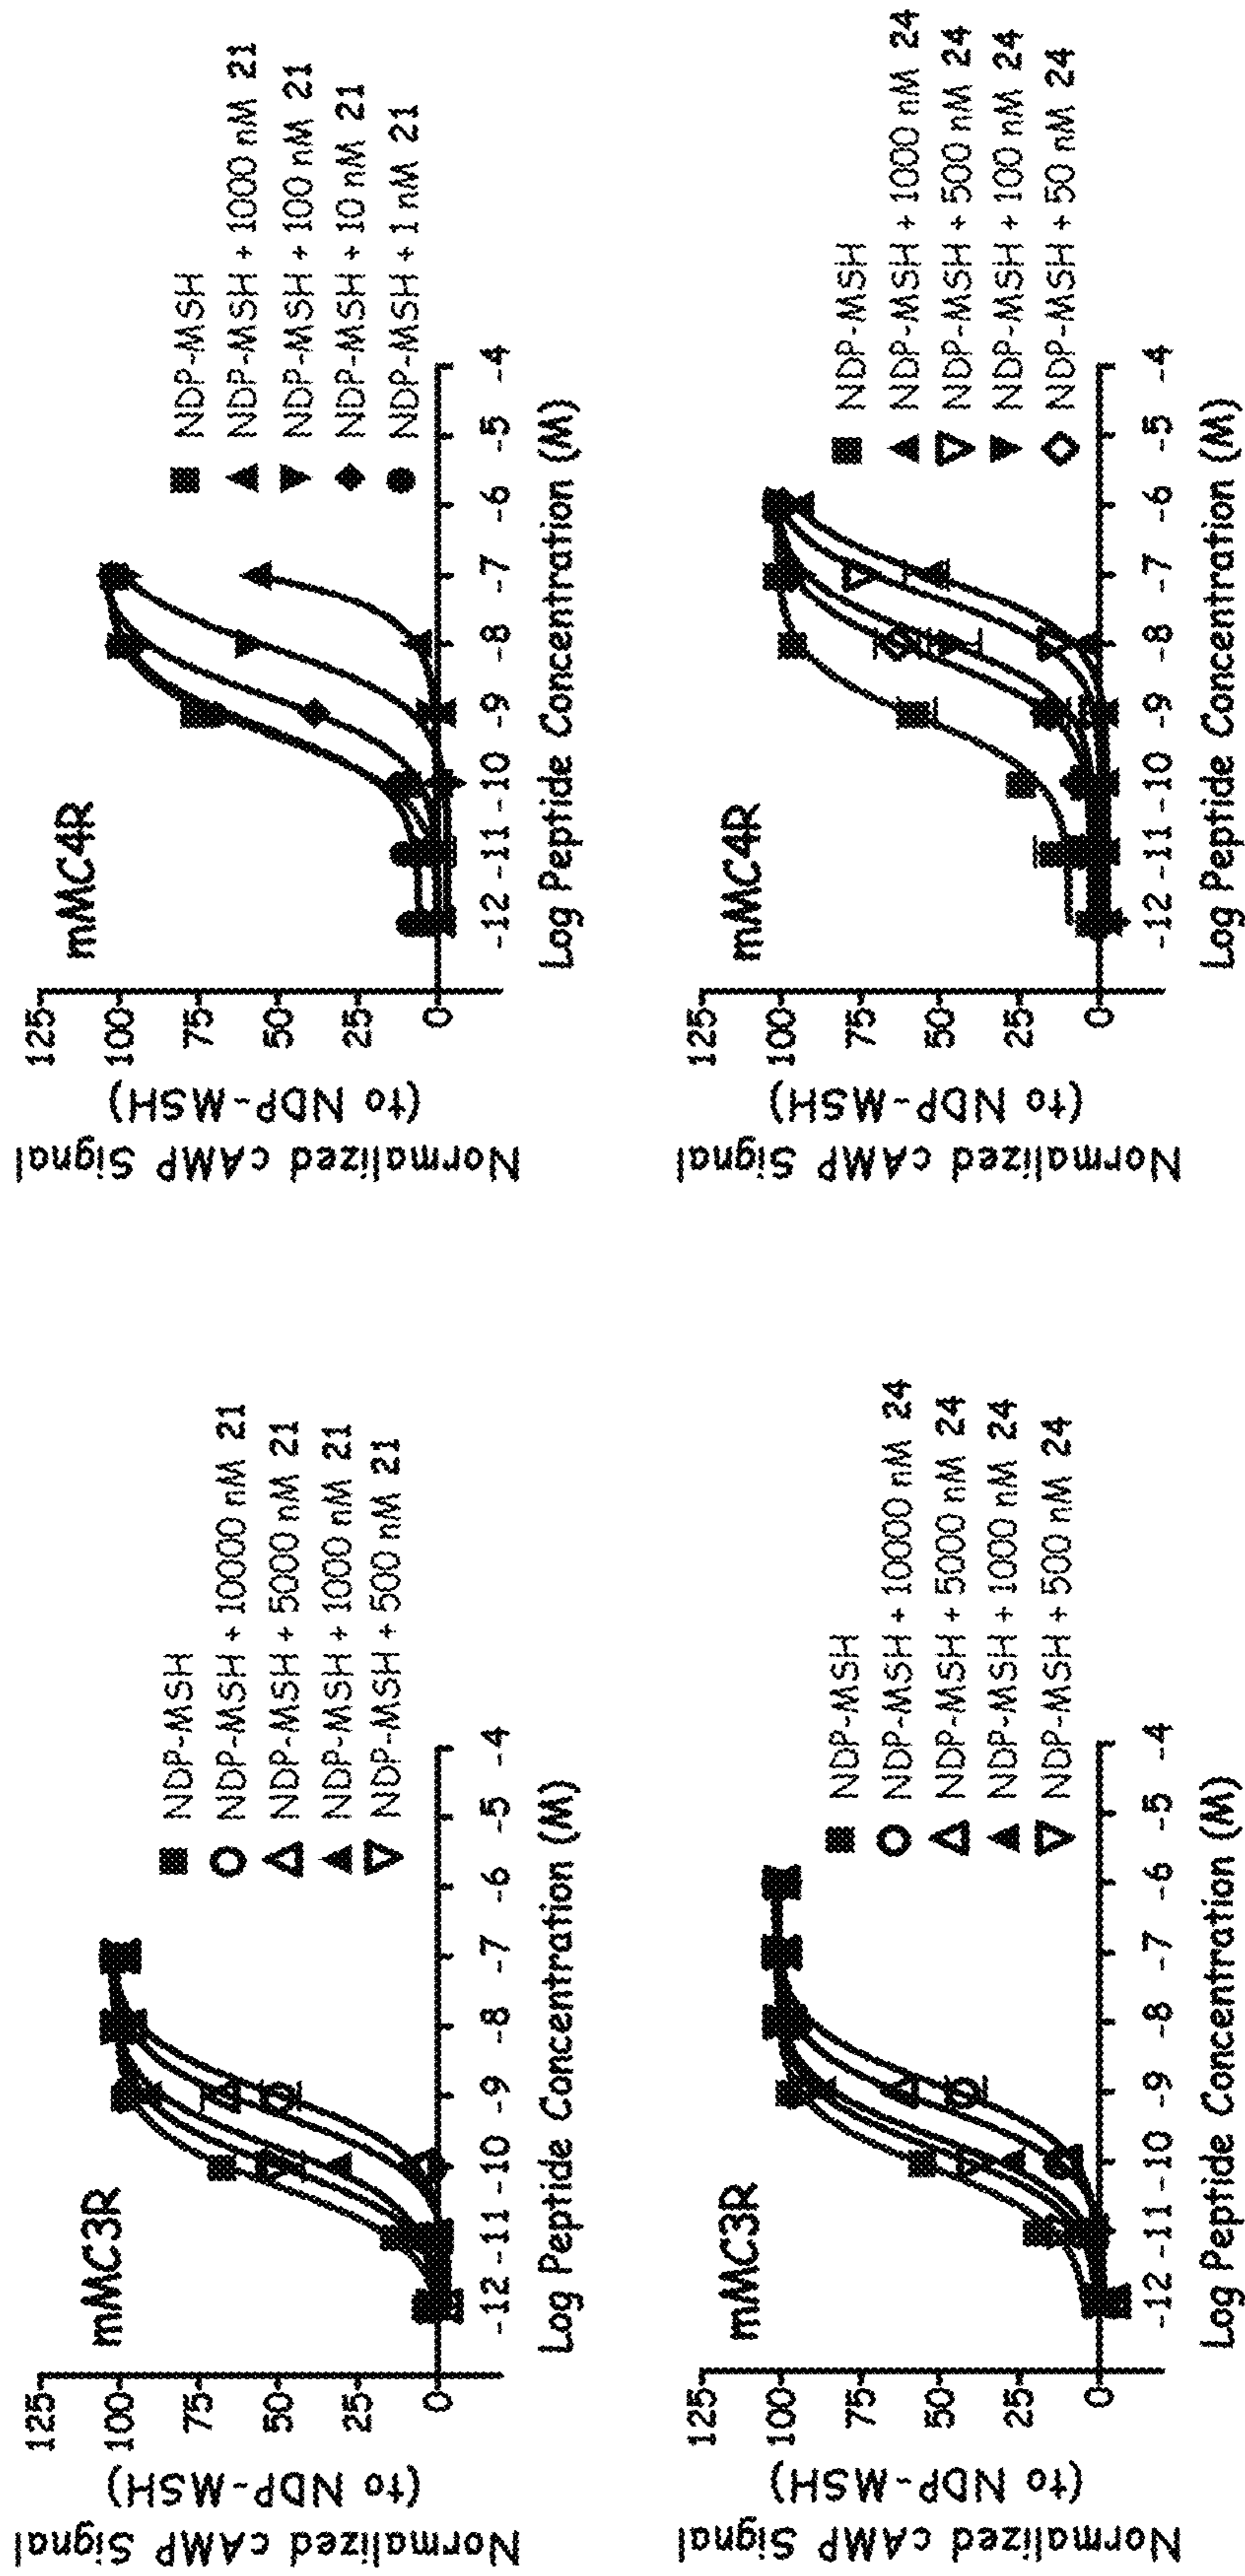 mMC3R
Normalized cAMP Signal
(to NDP-MSH)
125
100
75
50
25
0
-12 -11 -10 -9 -8 -7 -6 -5 -4
Log Peptide Concentration (M)
NDP-MSH
NDP-MSH + 10000 nM 21
NDP-MSH + 5000 nM 21
NDP-MSH + 1000 nM 21
NDP-MSH + 500 nM 21
mMC4R
Normalized cAMP Signal
(to NDP-MSH)
125
100
75
50
25
0
-12 -11 -10 -9 -8 -7 -6 -5 -4
Log Peptide Concentration (M)
NDP-MSH
NDP-MSH + 1000 nM 21
NDP-MSH + 100 nM 21
NDP-MSH + 10 nM 21
NDP-MSH + 1 nM 21
mMC3R
Normalized cAMP Signal
(to NDP-MSH)
125
100
75
50
25
0
-12 -11 -10 -9 -8 -7 -6 -5 -4
Log Peptide Concentration (M)
NDP-MSH
NDP-MSH + 10000 nM 24
NDP-MSH + 5000 nM 24
NDP-MSH + 1000 nM 24
NDP-MSH + 500 nM 24
mMC4R
Normalized cAMP Signal
(to NDP-MSH)
125
100
75
50
25
0
-12 -11 -10 -9 -8 -7 -6 -5 -4
Log Peptide Concentration (M)
NDP-MSH
NDP-MSH + 1000 nM 24
NDP-MSH + 500 nM 24
NDP-MSH + 100 nM 24
NDP-MSH + 50 nM 24